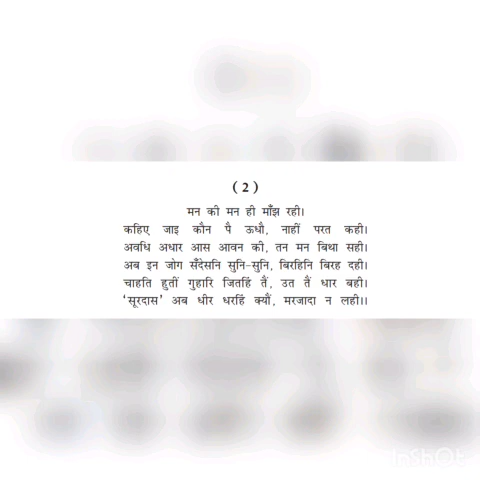 (2)
मन की मन ही माँझ रही।
कहिए जाइ कौन पै ऊधौ, नाहीं परत कही।
अवधि अधार आस आवन की, तन मन बिथा सही।
अब इन जोग सँदेसनि सुनि-सुनि, बिरहिनि बिरह दही।
चाहति हुतीं गुहारि जितहिं तैं, उत तैं धार बही।
‘सूरदास’ अब धीर धरहिं क्यौं, मरजादा न लही।।
InShOt